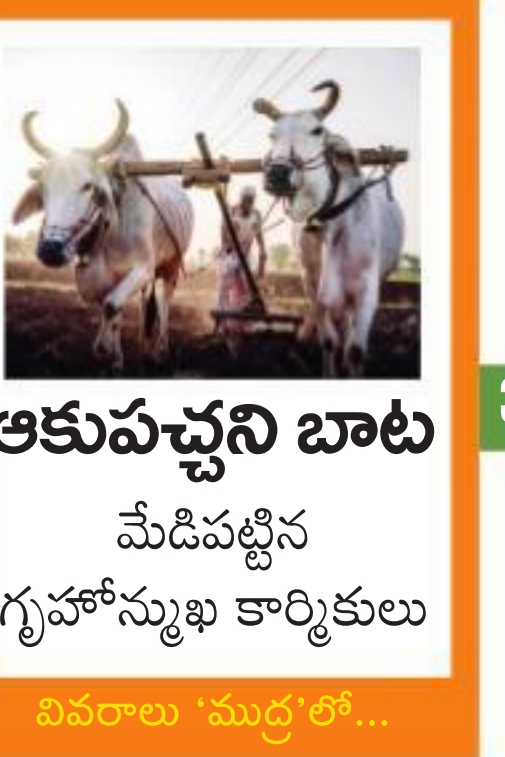 ఆకుపచ్చని బాట
మేడిపట్టిన
గృహోన్ముఖ కార్మికులు
వివరాలు ‘ముద్ర’లో...